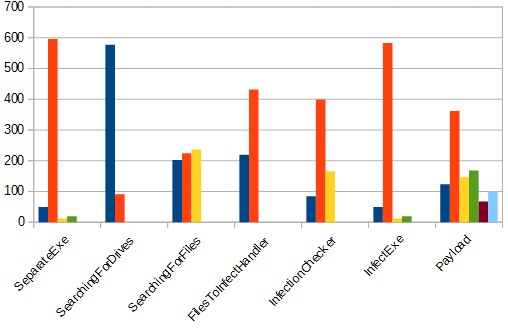 700
600
500
400
300
200
100
0
SeparateExe
SearchingForDrives
SearchingForFiles
FilesToInfectHandler
InfectionChecker
InfectExe
Payload